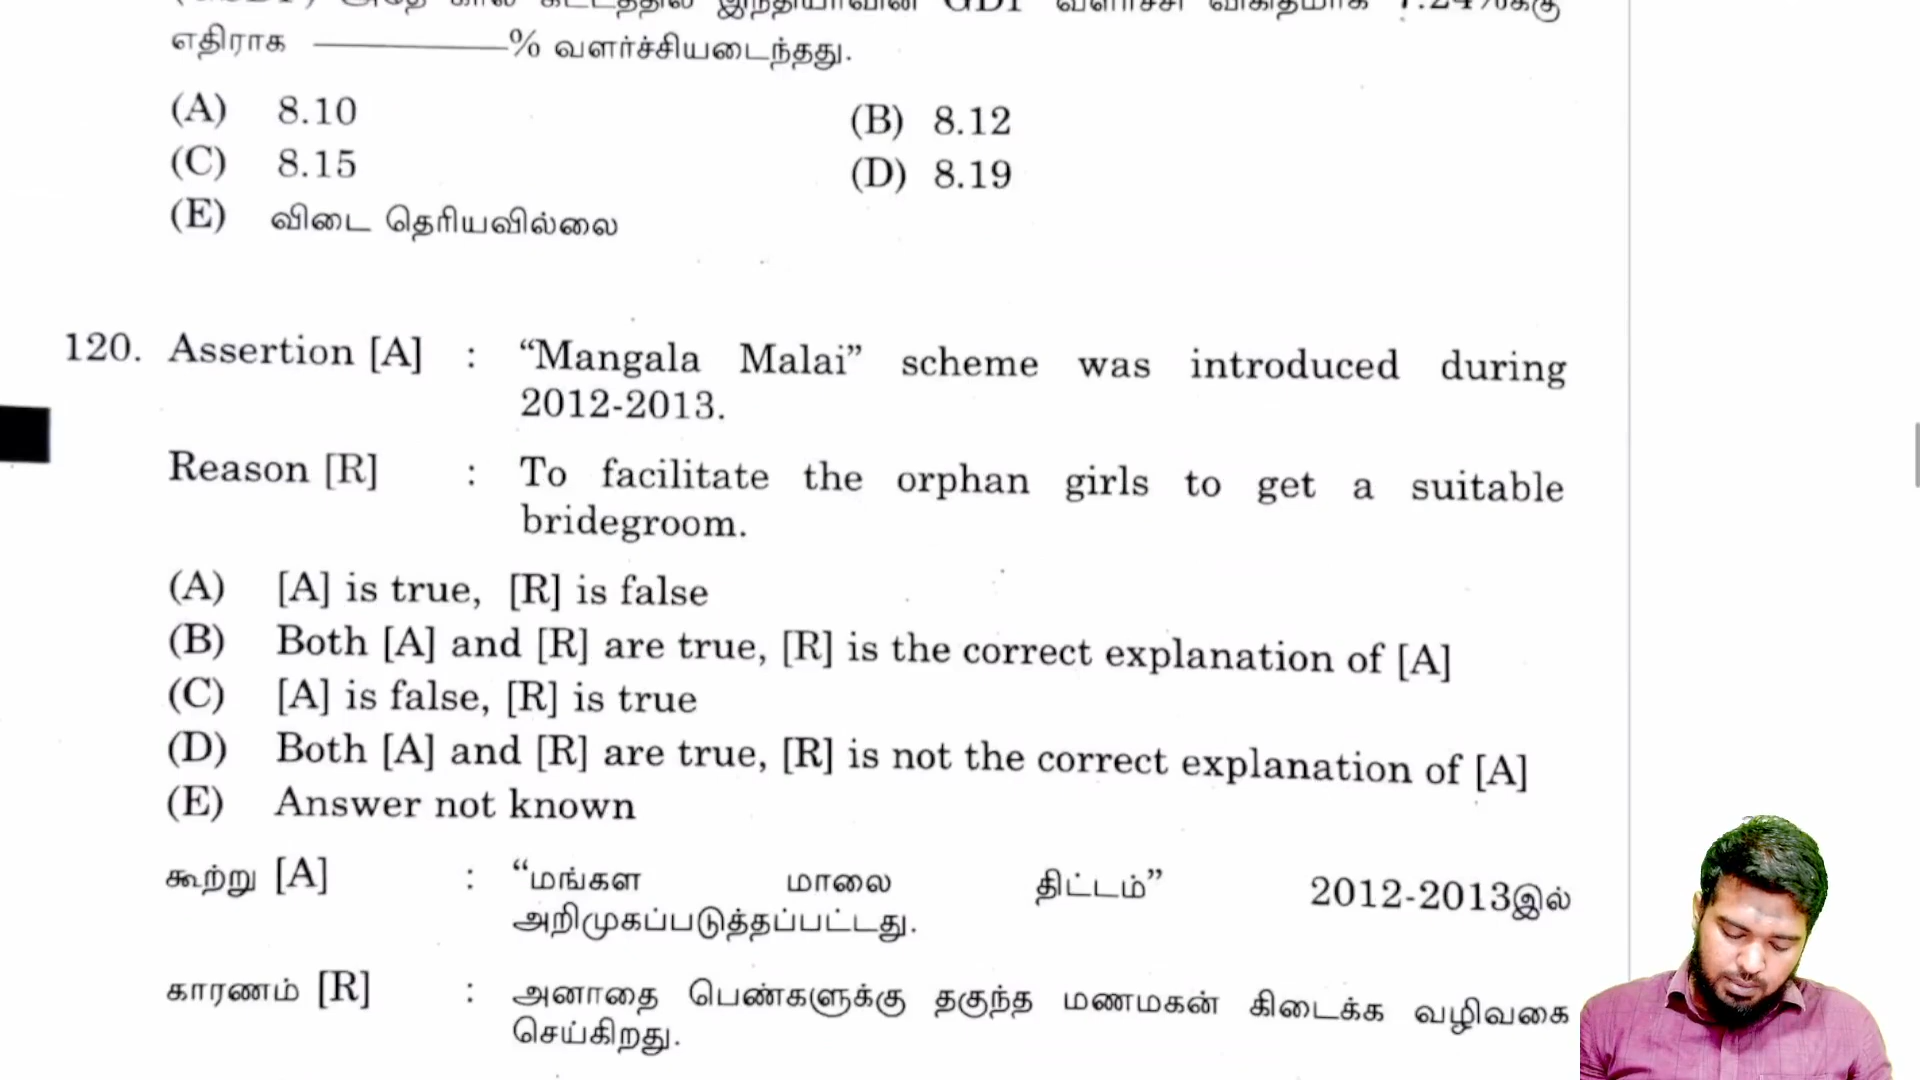 எதிராக ————% வளர்ச்சியடைந்தது.
(A) 8.10 (B) 8.12
(C) 8.15 (D) 8.19
(E) விடை தெரியவில்லை
120. Assertion [A] : “Mangala Malai” scheme was introduced during
2012-2013.
Reason [R] : To facilitate the orphan girls to get a suitable
bridegroom.
(A) [A] is true, [R] is false
(B) Both [A] and [R] are true, [R] is the correct explanation of [A]
(C) [A] is false, [R] is true
(D) Both [A] and [R] are true, [R] is not the correct explanation of [A]
(E) Answer not known
கூற்று [A] : “மங்கள மாலை திட்டம்” 2012-2013இல்
அறிமுகப்படுத்தப்பட்டது.
காரணம் [R] : அனாதை பெண்களுக்கு தகுந்த மணமகன் கிடைக்க வழிவகை
செய்கிறது.